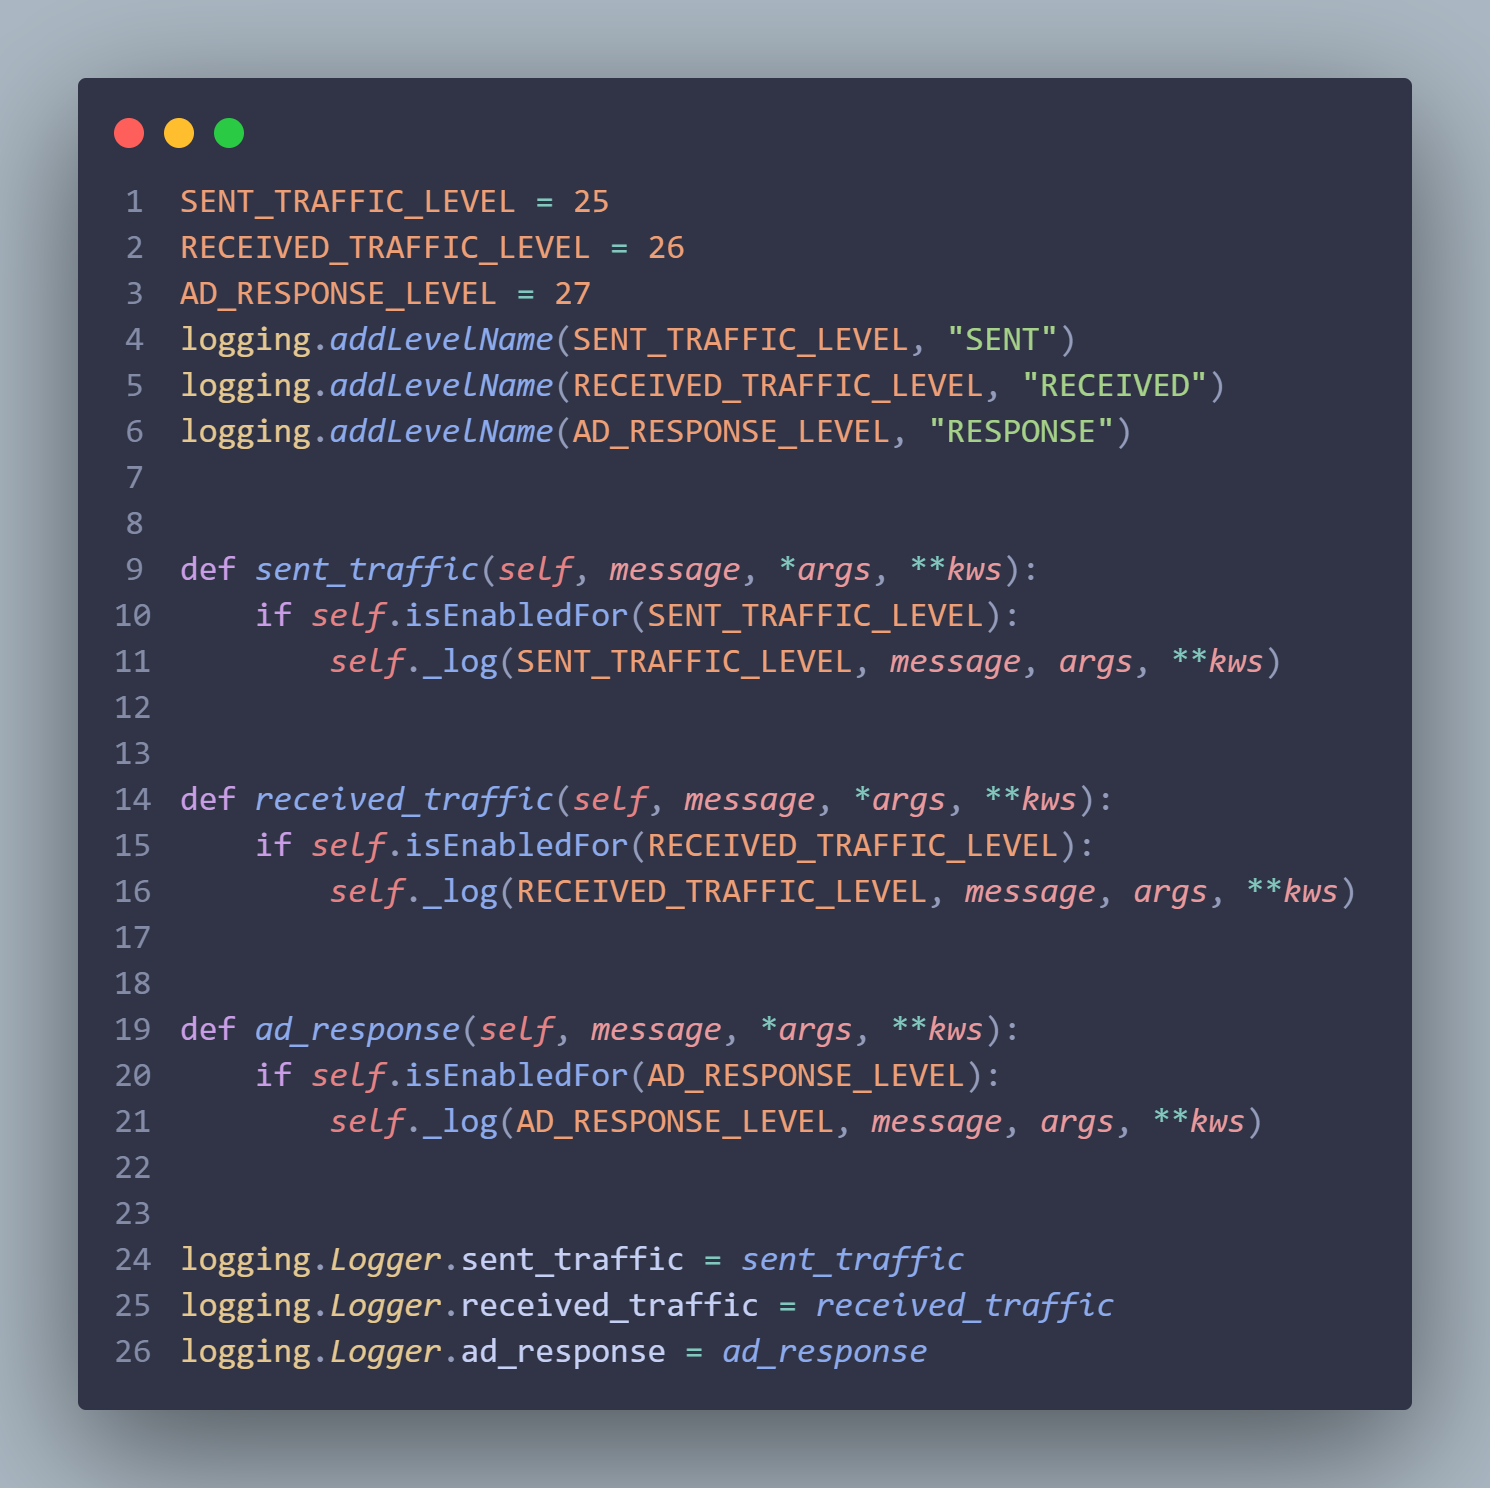 1 SENT_TRAFFIC_LEVEL = 25
2 RECEIVED_TRAFFIC_LEVEL = 26
3 AD_RESPONSE_LEVEL = 27
4 logging.addLevelName(SENT_TRAFFIC_LEVEL, "SENT")
5 logging.addLevelName(RECEIVED_TRAFFIC_LEVEL, "RECEIVED")
6 logging.addLevelName(AD_RESPONSE_LEVEL, "RESPONSE")
7
8
9 def sent_traffic(self, message, *args, **kws):
10     if self.isEnabledFor(SENT_TRAFFIC_LEVEL):
11         self._log(SENT_TRAFFIC_LEVEL, message, args, **kws)
12
13
14 def received_traffic(self, message, *args, **kws):
15     if self.isEnabledFor(RECEIVED_TRAFFIC_LEVEL):
16         self._log(RECEIVED_TRAFFIC_LEVEL, message, args, **kws)
17
18
19 def ad_response(self, message, *args, **kws):
20     if self.isEnabledFor(AD_RESPONSE_LEVEL):
21         self._log(AD_RESPONSE_LEVEL, message, args, **kws)
22
23
24 logging.Logger.sent_traffic = sent_traffic
25 logging.Logger.received_traffic = received_traffic
26 logging.Logger.ad_response = ad_response